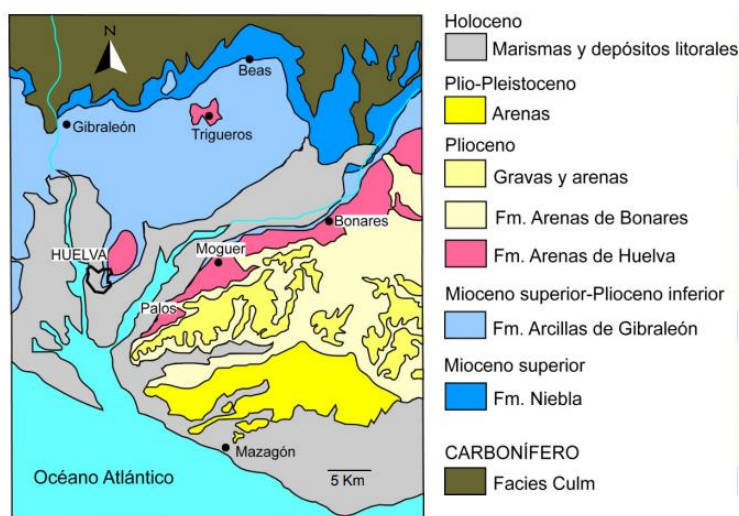 N
Beas
Gibraleón
Trigueros
HUELVA
Bonares
Moguer
Palos
Mazagón
Océano Atlántico
5 Km
Holoceno
Marismas y depósitos litorales
Plio-Pleistoceno
Arenas
Plioceno
Gravas y arenas
Fm. Arenas de Bonares
Fm. Arenas de Huelva
Mioceno superior-Plioceno inferior
Fm. Arcillas de Gibraleón
Mioceno superior
Fm. Niebla
CARBONÍFERO
Facies Culm